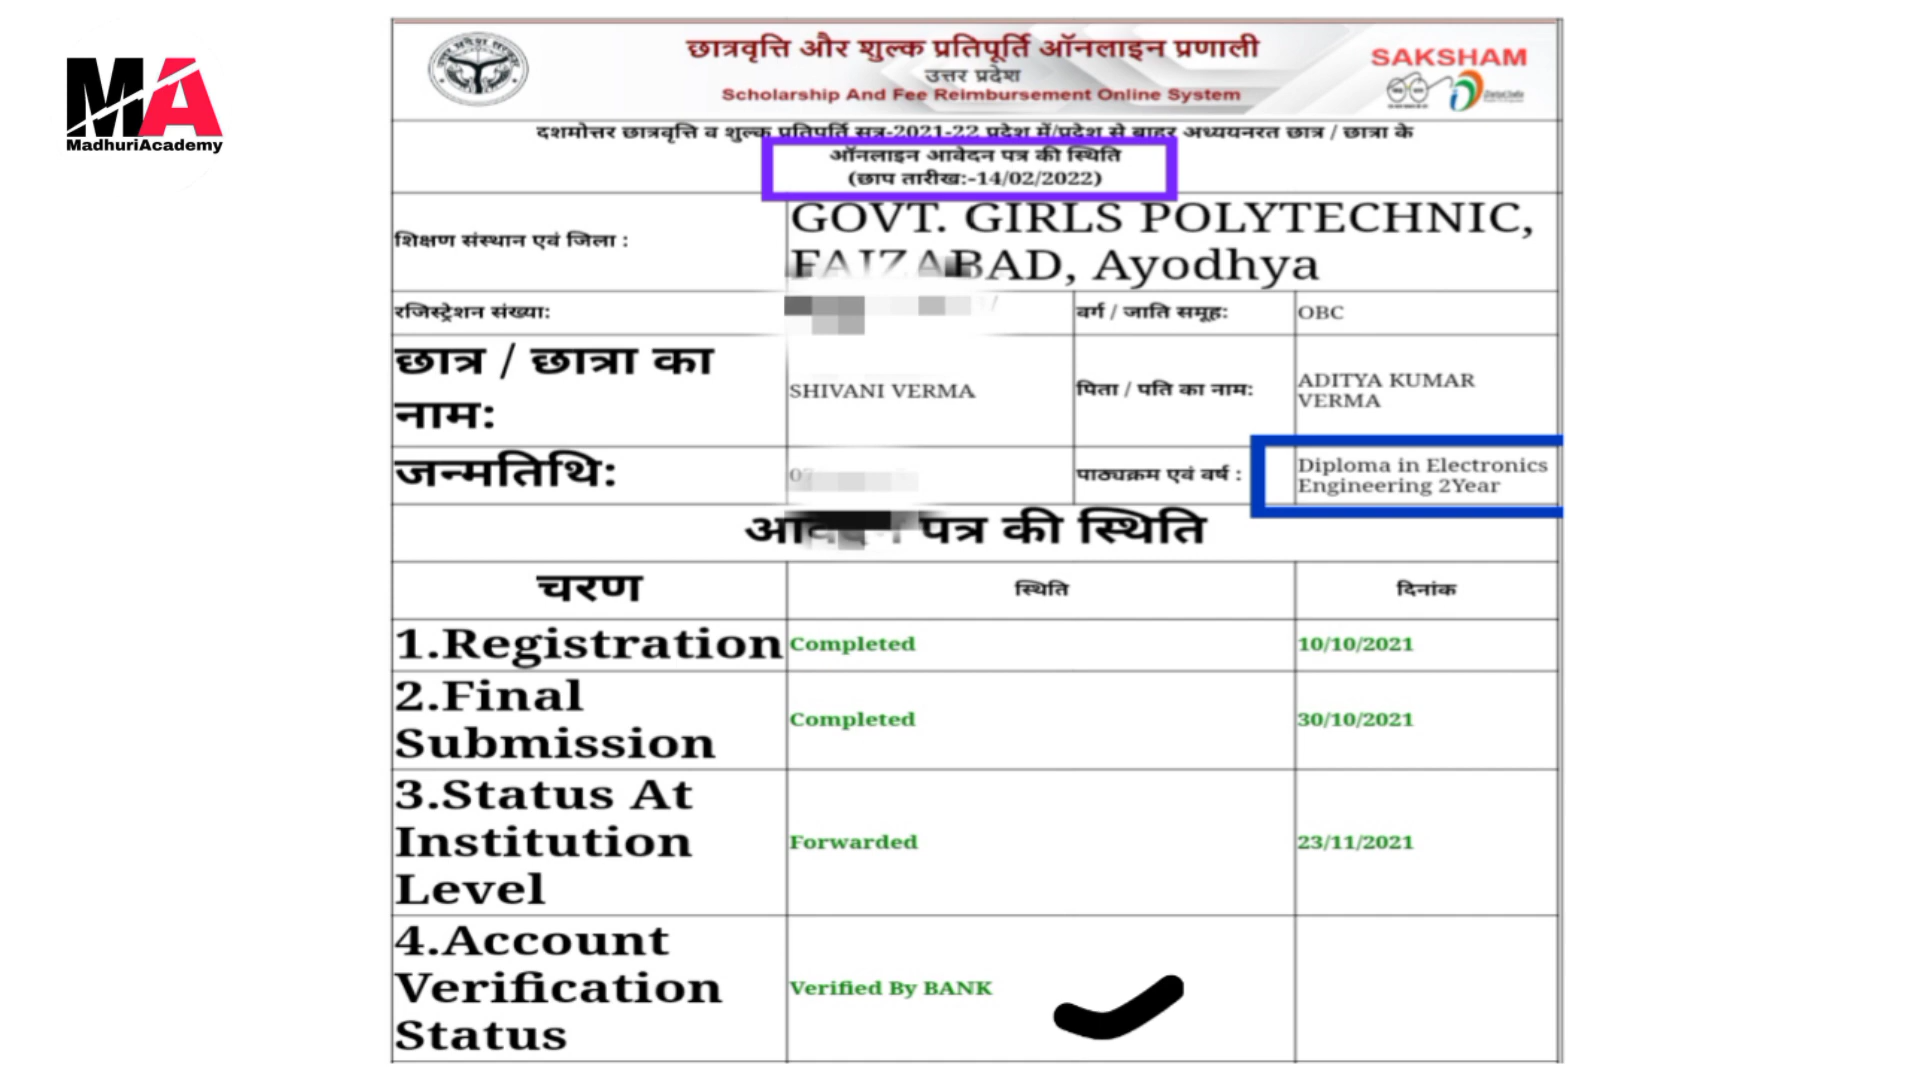 MA
MadhuriAcademy
छात्रवृत्ति और शुल्क प्रतिपूर्ति ऑनलाइन प्रणाली
उत्तर प्रदेश
Scholarship And Fee Reimbursement Online System
SAKSHAM
दशमोत्तर छात्रवृत्ति व शुल्क प्रतिपूर्ति सत्र-2021-22 प्रदेश में/प्रदेश से बाहर अध्ययनरत छात्र / छात्रा के
ऑनलाइन आवेदन पत्र की स्थिति
(छाप तारीख:-14/02/2022)
शिक्षण संस्थान एवं जिला :
GOVT. GIRLS POLYTECHNIC,
FAIZABAD, Ayodhya
रजिस्ट्रेशन संख्या:
वर्ग / जाति समूह:
OBC
छात्र / छात्रा का
नाम:
SHIVANI VERMA
पिता / पति का नाम:
ADITYA KUMAR
VERMA
जन्मतिथि:
07
पाठ्यक्रम एवं वर्ष :
Diploma in Electronics
Engineering 2Year
पत्र की स्थिति
चरण
स्थिति
दिनांक
1.Registration
Completed
10/10/2021
2.Final
Submission
Completed
30/10/2021
3.Status At
Institution
Level
Forwarded
23/11/2021
4.Account
Verification
Status
Verified By BANK